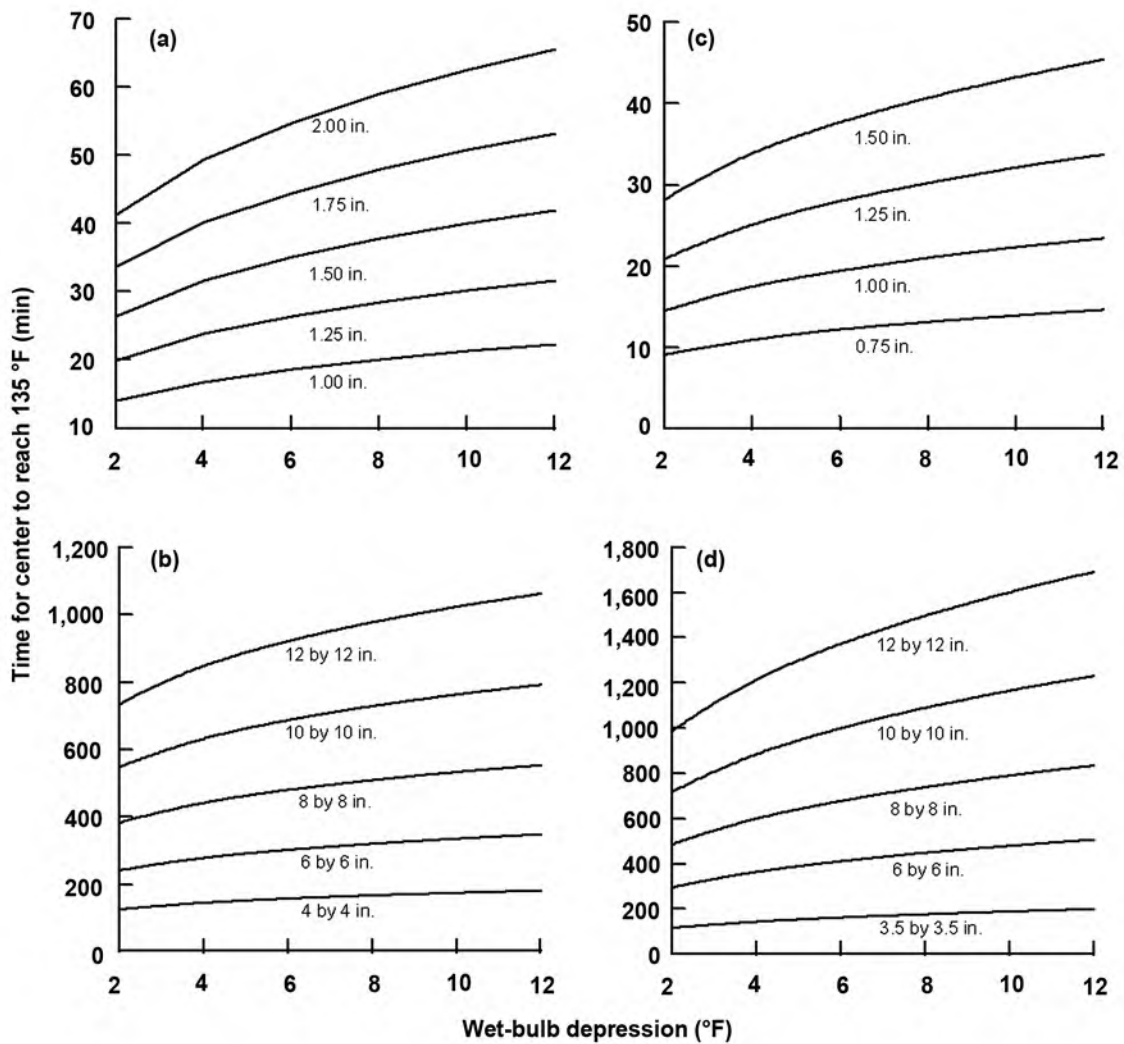 Time for center to reach 135 °F (min)
(a)
70
60
50
40
30
20
10
2.00 in.
1.75 in.
1.50 in.
1.25 in.
1.00 in.
2 4 6 8 10 12
(c)
50
40
30
20
10
0
1.50 in.
1.25 in.
1.00 in.
0.75 in.
2 4 6 8 10 12
(b)
1,200
1,000
800
600
400
200
0
12 by 12 in.
10 by 10 in.
8 by 8 in.
6 by 6 in.
4 by 4 in.
2 4 6 8 10 12
(d)
1,800
1,600
1,400
1,200
1,000
800
600
400
200
0
12 by 12 in.
10 by 10 in.
8 by 8 in.
6 by 6 in.
3.5 by 3.5 in.
2 4 6 8 10 12
Wet-bulb depression (°F)